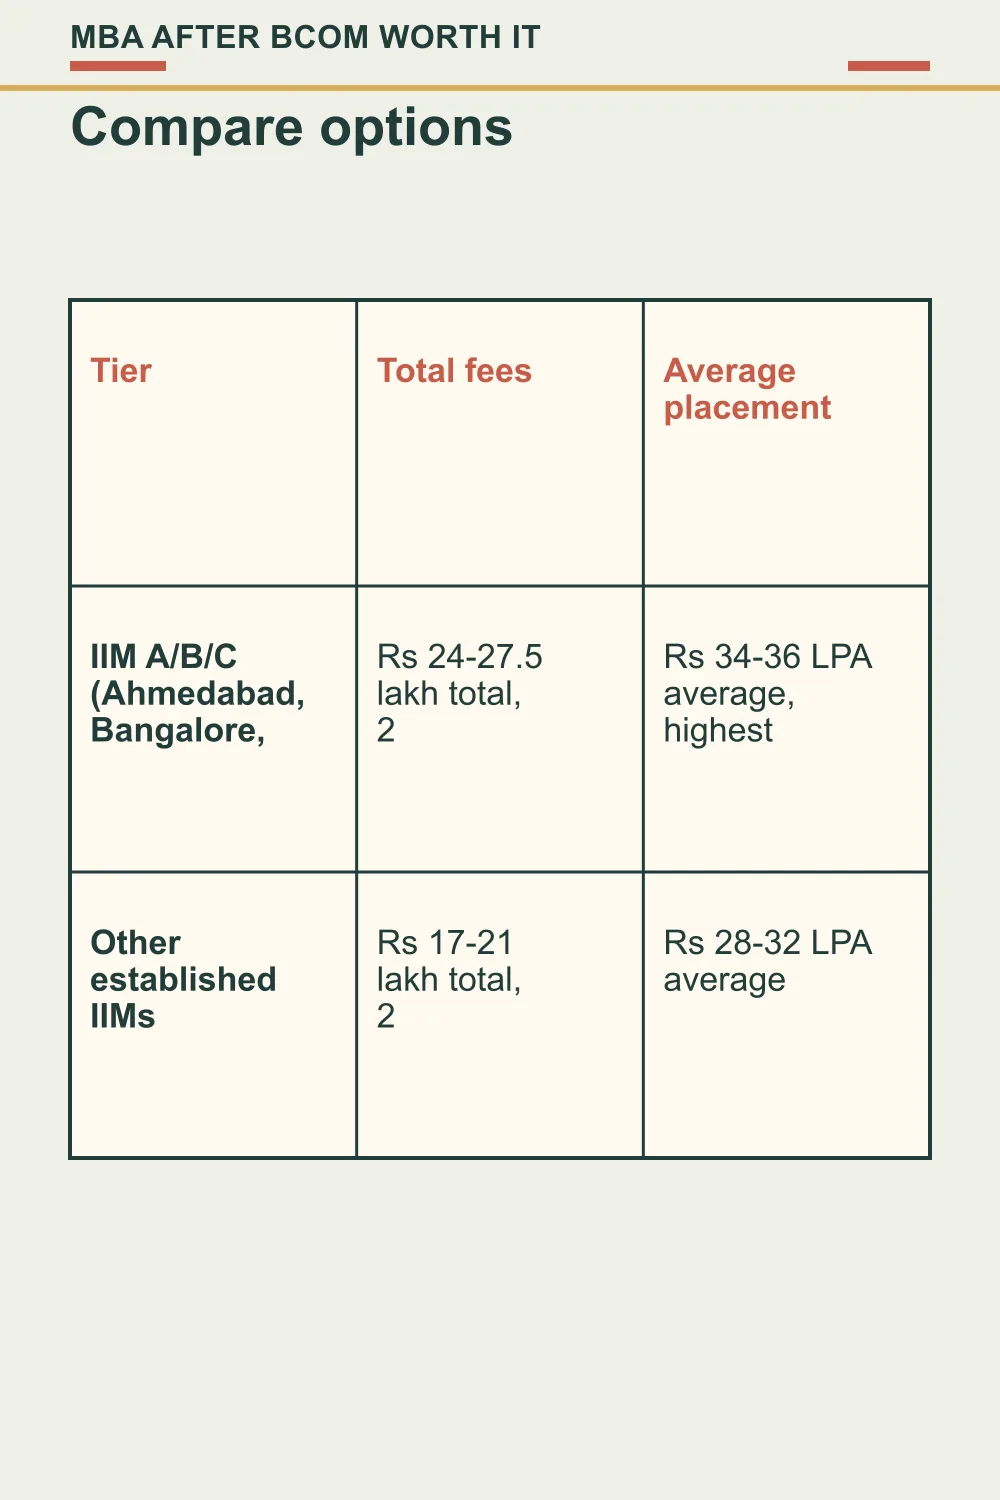 MBA AFTER BCOM WORTH IT
Compare options
Tier
Total fees
Average
placement
IIM A/B/C
(Ahmedabad,
Bangalore,
Rs 24-27.5
lakh total,
2
Rs 34-36 LPA
average,
highest
Other
established
IIMs
Rs 17-21
lakh total,
2
Rs 28-32 LPA
average